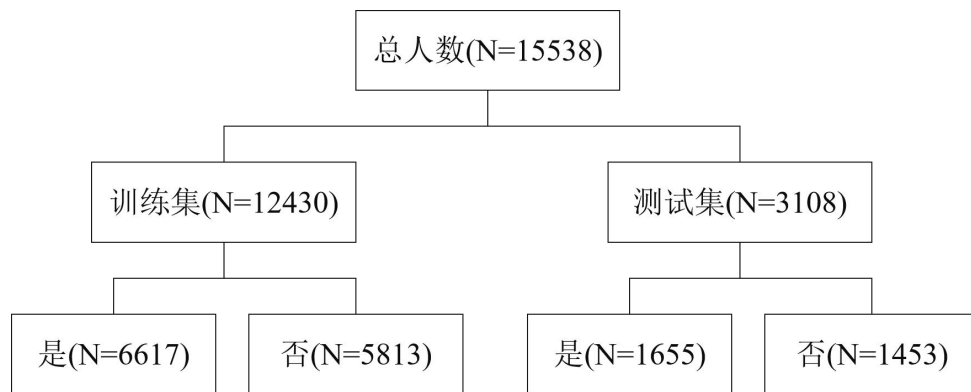 总人数(N=15538)
训练集(N=12430)
测试集(N=3108)
是(N=6617)
否(N=5813)
是(N=1655)
否(N=1453)